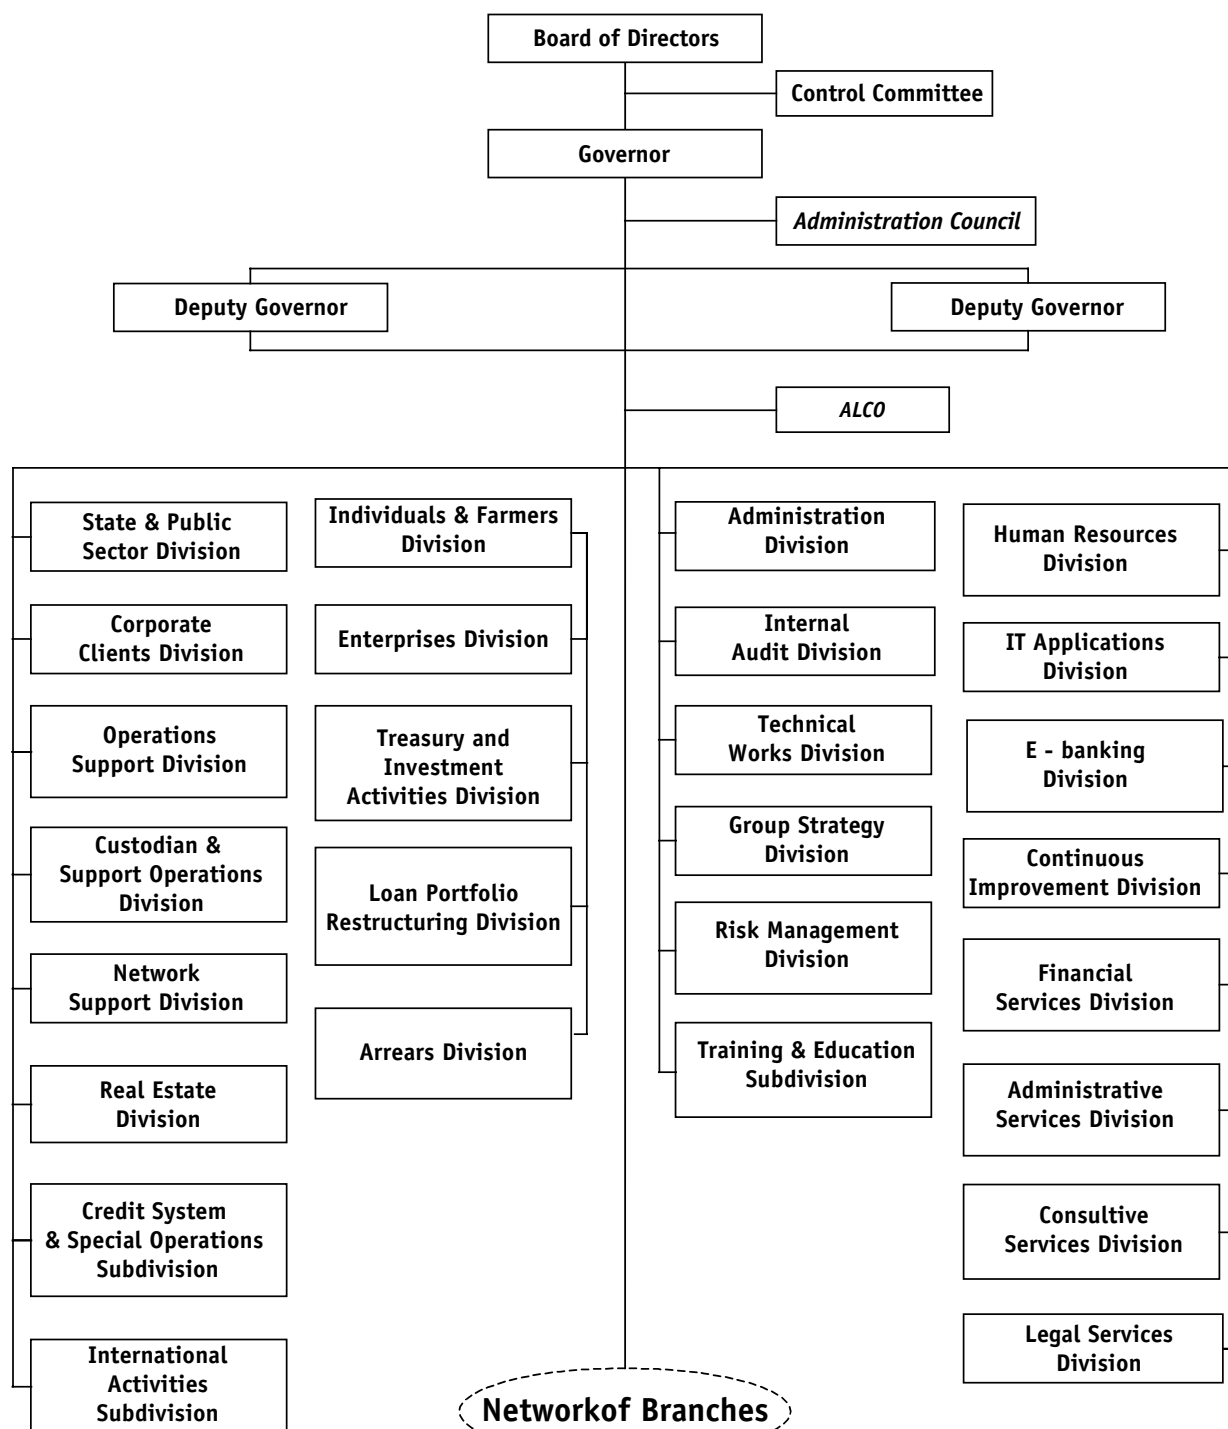 Board of Directors
Control Committee
Governor
Administration Council
Deputy Governor
Deputy Governor
ALCO
State & Public
Sector Division
Corporate
Clients Division
Operations
Support Division
Custodian &
Support Operations
Division
Network
Support Division
Real Estate
Division
Credit System
& Special Operations
Subdivision
International
Activities
Subdivision
Individuals & Farmers
Division
Enterprises Division
Treasury and
Investment
Activities Division
Loan Portfolio
Restructuring Division
Arrears Division
Administration
Division
Internal
Audit Division
Technical
Works Division
Group Strategy
Division
Risk Management
Division
Training & Education
Subdivision
Human Resources
Division
IT Applications
Division
E - banking
Division
Continuous
Improvement Division
Financial
Services Division
Administrative
Services Division
Consultive
Services Division
Legal Services
Division
Networkof Branches